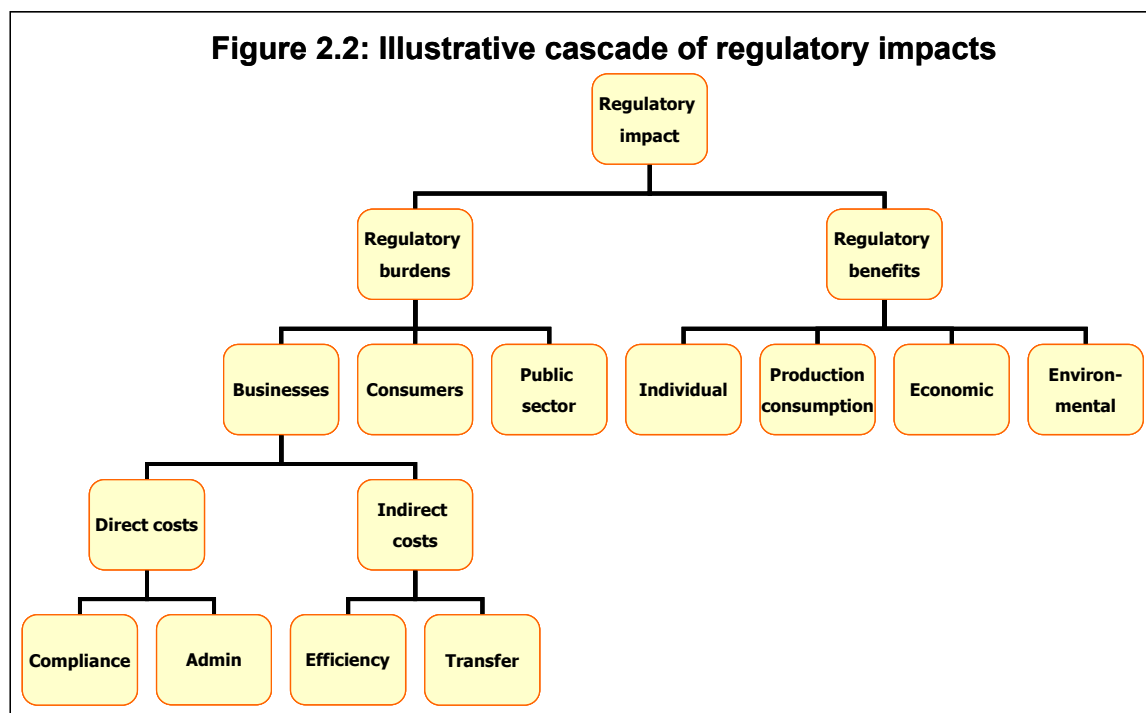 Figure 2.2: Illustrative cascade of regulatory impacts
Regulatory
impact
Regulatory
burdens
Regulatory
benefits
Businesses
Consumers
Public
sector
Individual
Production
consumption
Economic
Environ-
mental
Direct costs
Indirect
costs
Compliance
Admin
Efficiency
Transfer